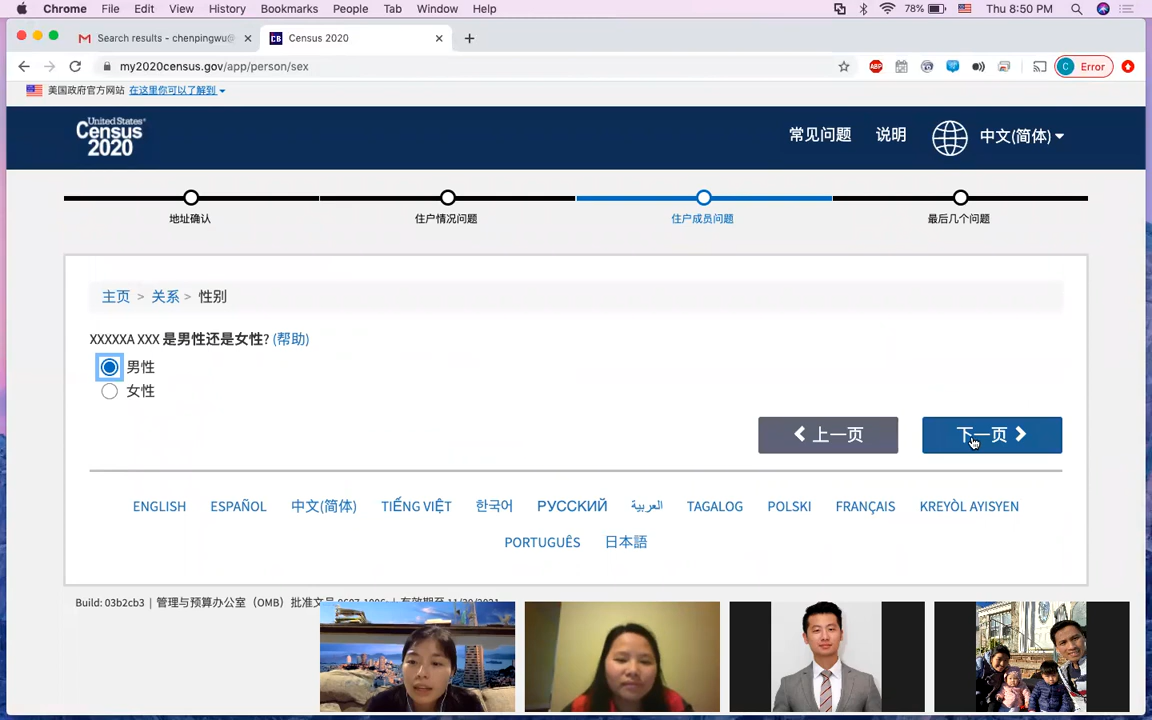 Chrome File Edit View History Bookmarks People Tab Window Help 78% Thu 8:50 PM
Search results - chenpingwu@ Census 2020
my2020census.gov/app/person/sex ABP C Error
美国政府官方网站 在这里你可以了解到
United States®
Census
2020
常见问题 说明 中文(简体)
地址确认 住户情况问题 住户成员问题 最后几个问题
主页 > 关系 > 性别
XXXXXA XXX 是男性还是女性? (帮助)
男性
女性
上一页 下一页
ENGLISH ESPAÑOL 中文(简体) TIẾNG VIỆT 한국어 РУССКИЙ العربية TAGALOG POLSKI FRANÇAIS KREYÒL AYISYEN
PORTUGUÊS 日本語
Build: 03b2cb3 | 管理与预算办公室（OMB）批准文号